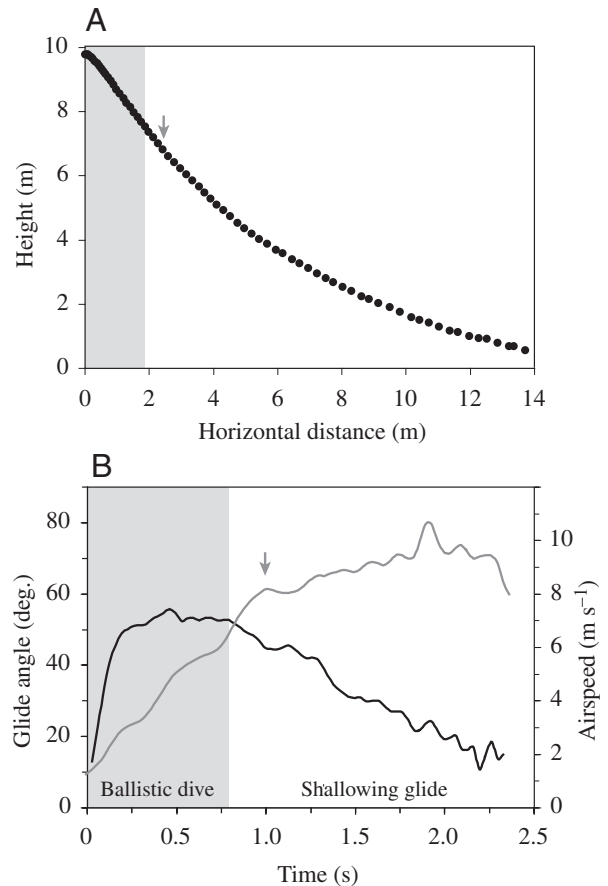 A
10
8
6
4
2
0
Height (m)
0 2 4 6 8 10 12 14
Horizontal distance (m)
B
80
60
40
20
0
Glide angle (deg.)
10
8
6
4
2
0
Airspeed (m s−1)
Ballistic dive Shallowing glide
0 0.5 1.0 1.5 2.0 2.5
Time (s)